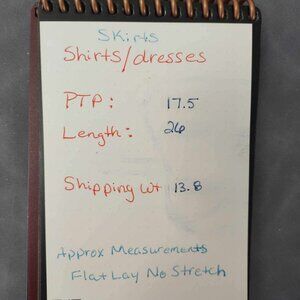 Skirts
Shirts/dresses
PTP: 17.5
Length: 26
Shipping wt 13.8
Approx Measurements
Flat Lay No Stretch